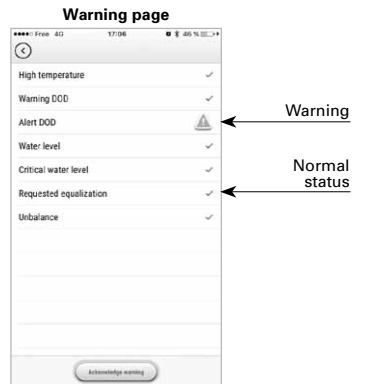 Warning page
Free 4G 17:06 46 %
High temperature
Warning DOD
Alert DOD
Warning
Water level
Critical water level
Requested equalization
Normal
status
Unbalance
Acknowledge warning